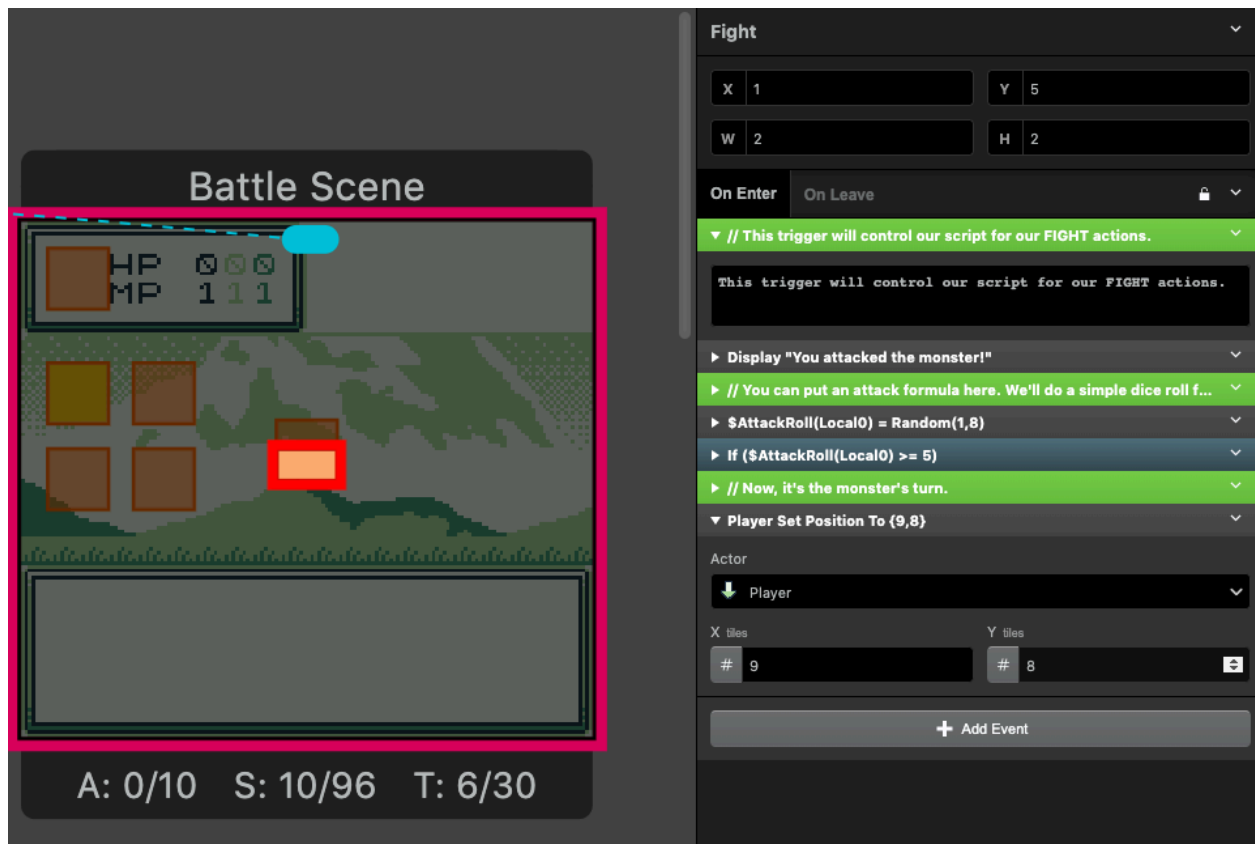 Battle Scene
HP 000
MP 111
A: 0/10 S: 10/96 T: 6/30
Fight
X 1 Y 5
W 2 H 2
On Enter On Leave
// This trigger will control our script for our FIGHT actions.
This trigger will control our script for our FIGHT actions.
Display "You attacked the monster!"
// You can put an attack formula here. We'll do a simple dice roll f...
$AttackRoll(Local0) = Random(1,8)
If ($AttackRoll(Local0) >= 5)
// Now, it's the monster's turn.
Player Set Position To {9,8}
Actor
Player
X tiles Y tiles
# 9 # 8
+ Add Event